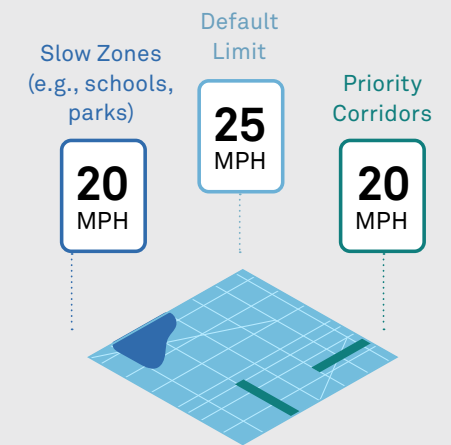 Default
Limit
25
MPH
Slow Zones
(e.g., schools,
parks)
20
MPH
Priority
Corridors
20
MPH